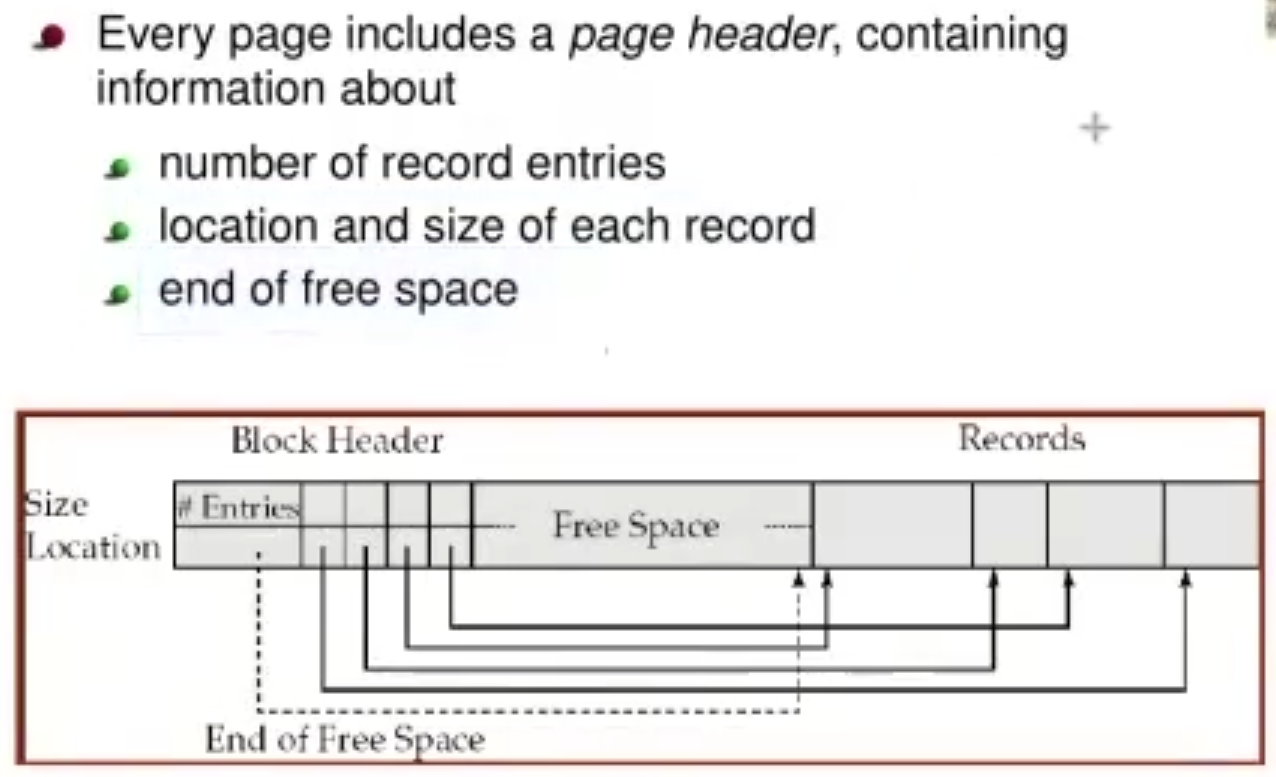 Every page includes a page header, containing
information about
number of record entries
location and size of each record
end of free space
Block Header
Records
Size
# Entries
Free Space
Location
End of Free Space